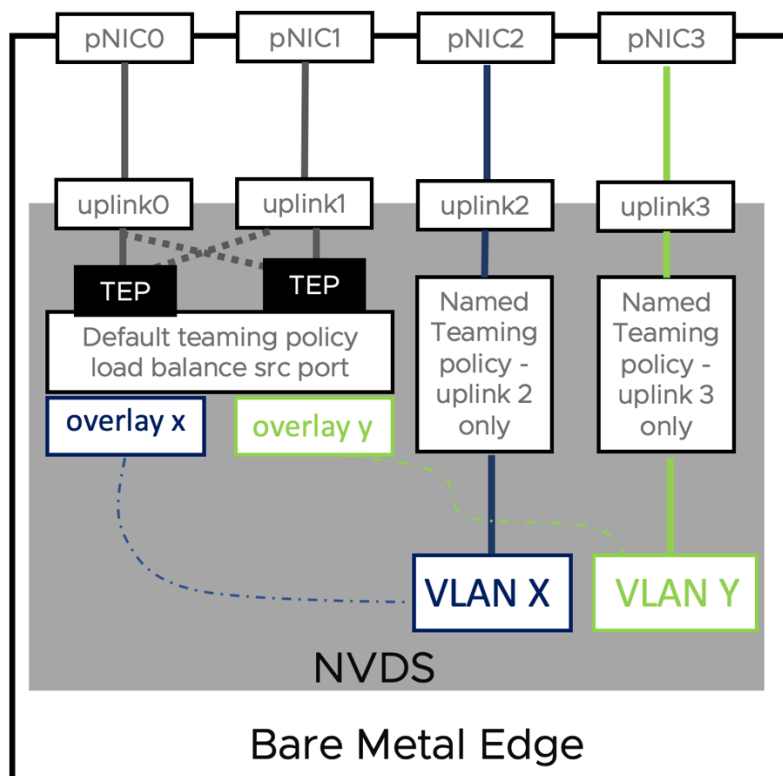 pNIC0
pNIC1
pNIC2
pNIC3
uplink0
uplink1
uplink2
uplink3
TEP
TEP
Default teaming policy
load balance src port
Named
Teaming
policy -
uplink 2
only
Named
Teaming
policy -
uplink 3
only
overlay x
overlay y
VLAN X
VLAN Y
NVDS
Bare Metal Edge